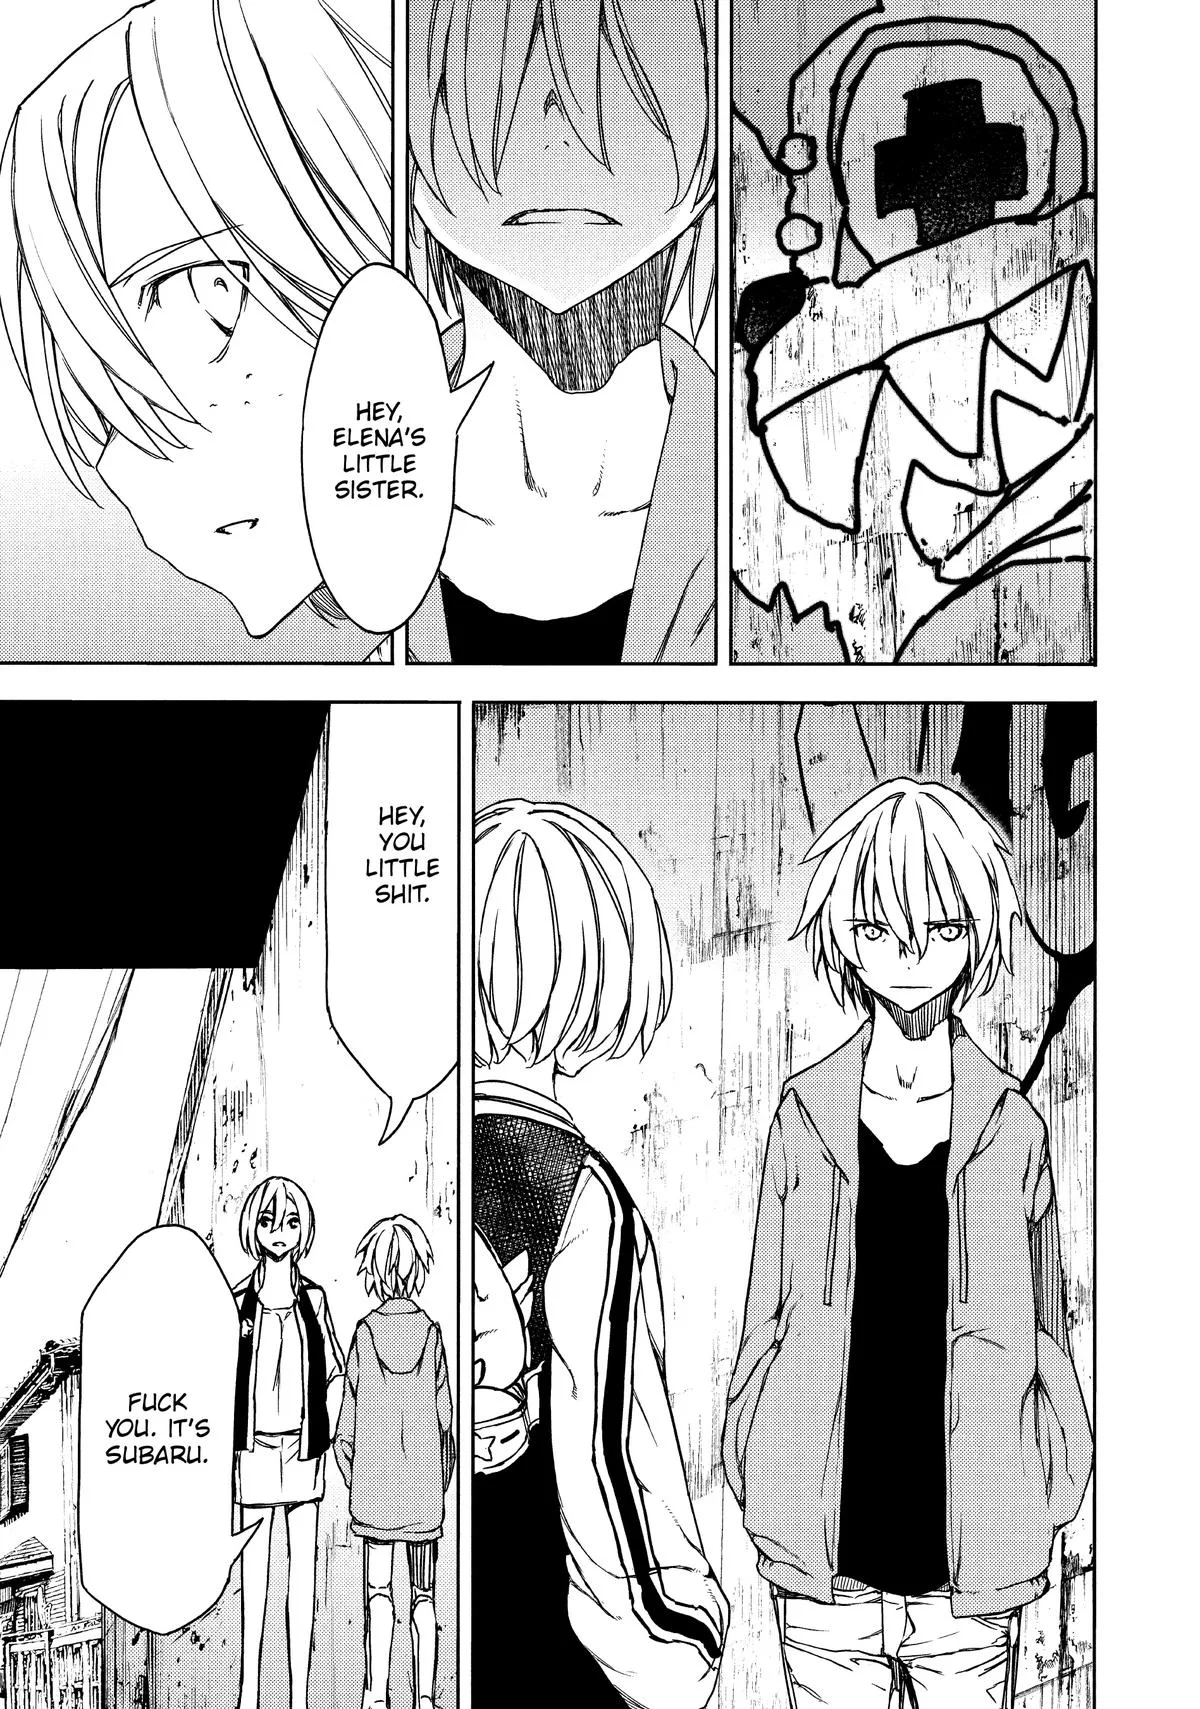 HEY,
ELENA'S
LITTLE
SISTER.
HEY,
YOU
LITTLE
SHIT.
FUCK
YOU. IT'S
SUBARU.